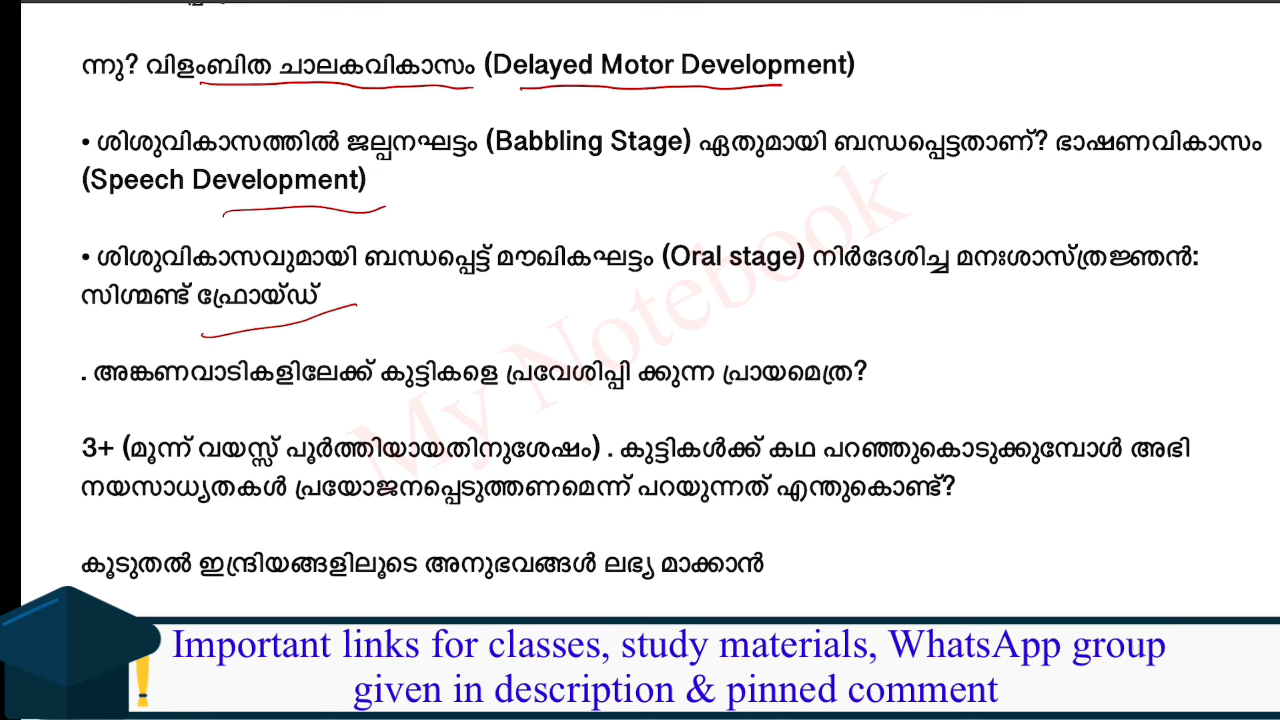 ന്നു? വിളംബിത ചാലകവികാസം (Delayed Motor Development)
• ശിശുവികാസത്തിൽ ജല്പനഘട്ടം (Babbling Stage) ഏതുമായി ബന്ധപ്പെട്ടതാണ്? ഭാഷണവികാസം
(Speech Development)
• ശിശുവികാസവുമായി ബന്ധപ്പെട്ട് മൗഖികഘട്ടം (Oral stage) നിർദേശിച്ച മനഃശാസ്ത്രജ്ഞൻ:
സിഗ്മണ്ട് ഫ്രോയ്ഡ്
. അങ്കണവാടികളിലേക്ക് കുട്ടികളെ പ്രവേശിപ്പി ക്കുന്ന പ്രായമെത്ര?
3+ (മൂന്ന് വയസ്സ് പൂർത്തിയായതിനുശേഷം) . കുട്ടികൾക്ക് കഥ പറഞ്ഞുകൊടുക്കുമ്പോൾ അഭി
നയസാധ്യതകൾ പ്രയോജനപ്പെടുത്തണമെന്ന് പറയുന്നത് എന്തുകൊണ്ട്?
കൂടുതൽ ഇന്ദ്രിയങ്ങളിലൂടെ അനുഭവങ്ങൾ ലഭ്യ മാക്കാൻ
My Notebook
Important links for classes, study materials, WhatsApp group
given in description & pinned comment